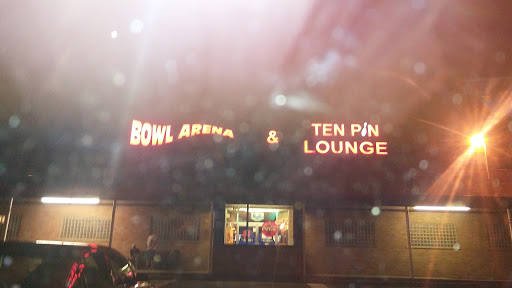 BOWL ARENA & TEN PIN
LOUNGE